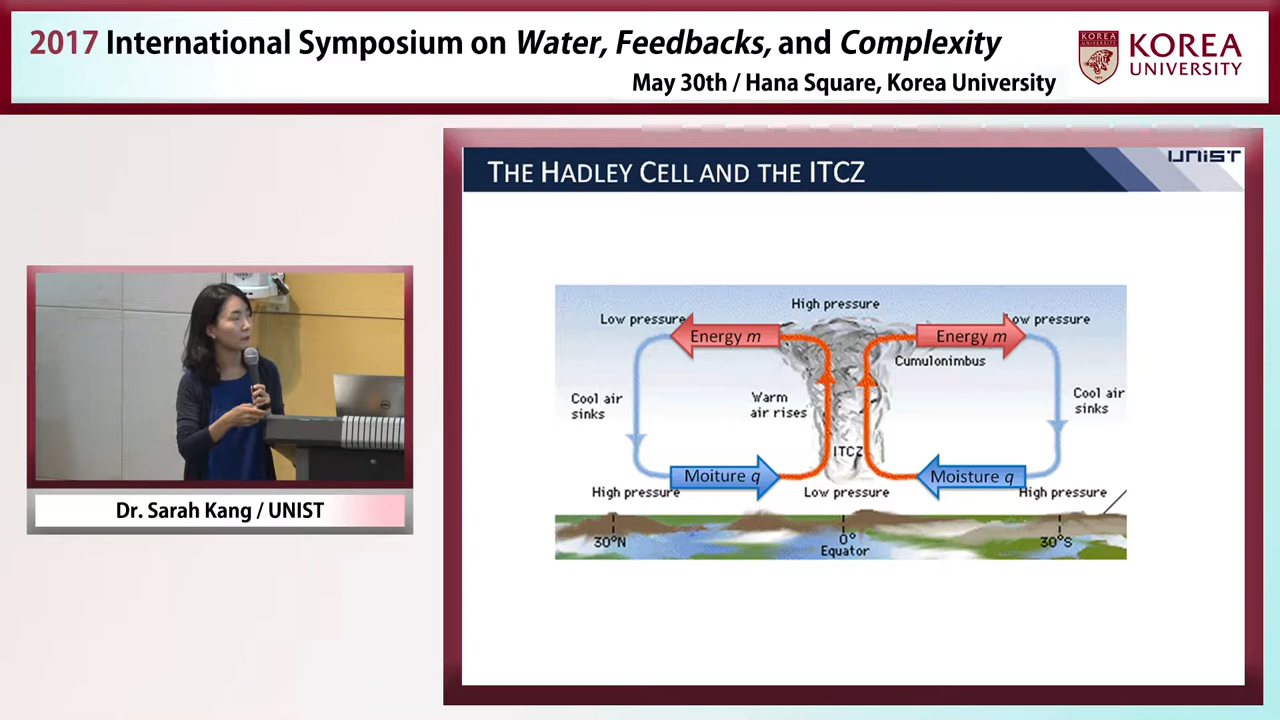 2017 International Symposium on Water, Feedbacks, and Complexity
May 30th / Hana Square, Korea University
KOREA
UNIVERSITY
THE HADLEY CELL AND THE ITCZ
UNIST
High pressure
Low pressure
Low pressure
Energy m
Energy m
Cumulonimbus
Cool air
sinks
Warm
air rises
Cool air
sinks
ITCZ
Moiture q
Moisture q
High pressure
Low pressure
High pressure
30°N
0°
Equator
30°S
Dr. Sarah Kang / UNIST